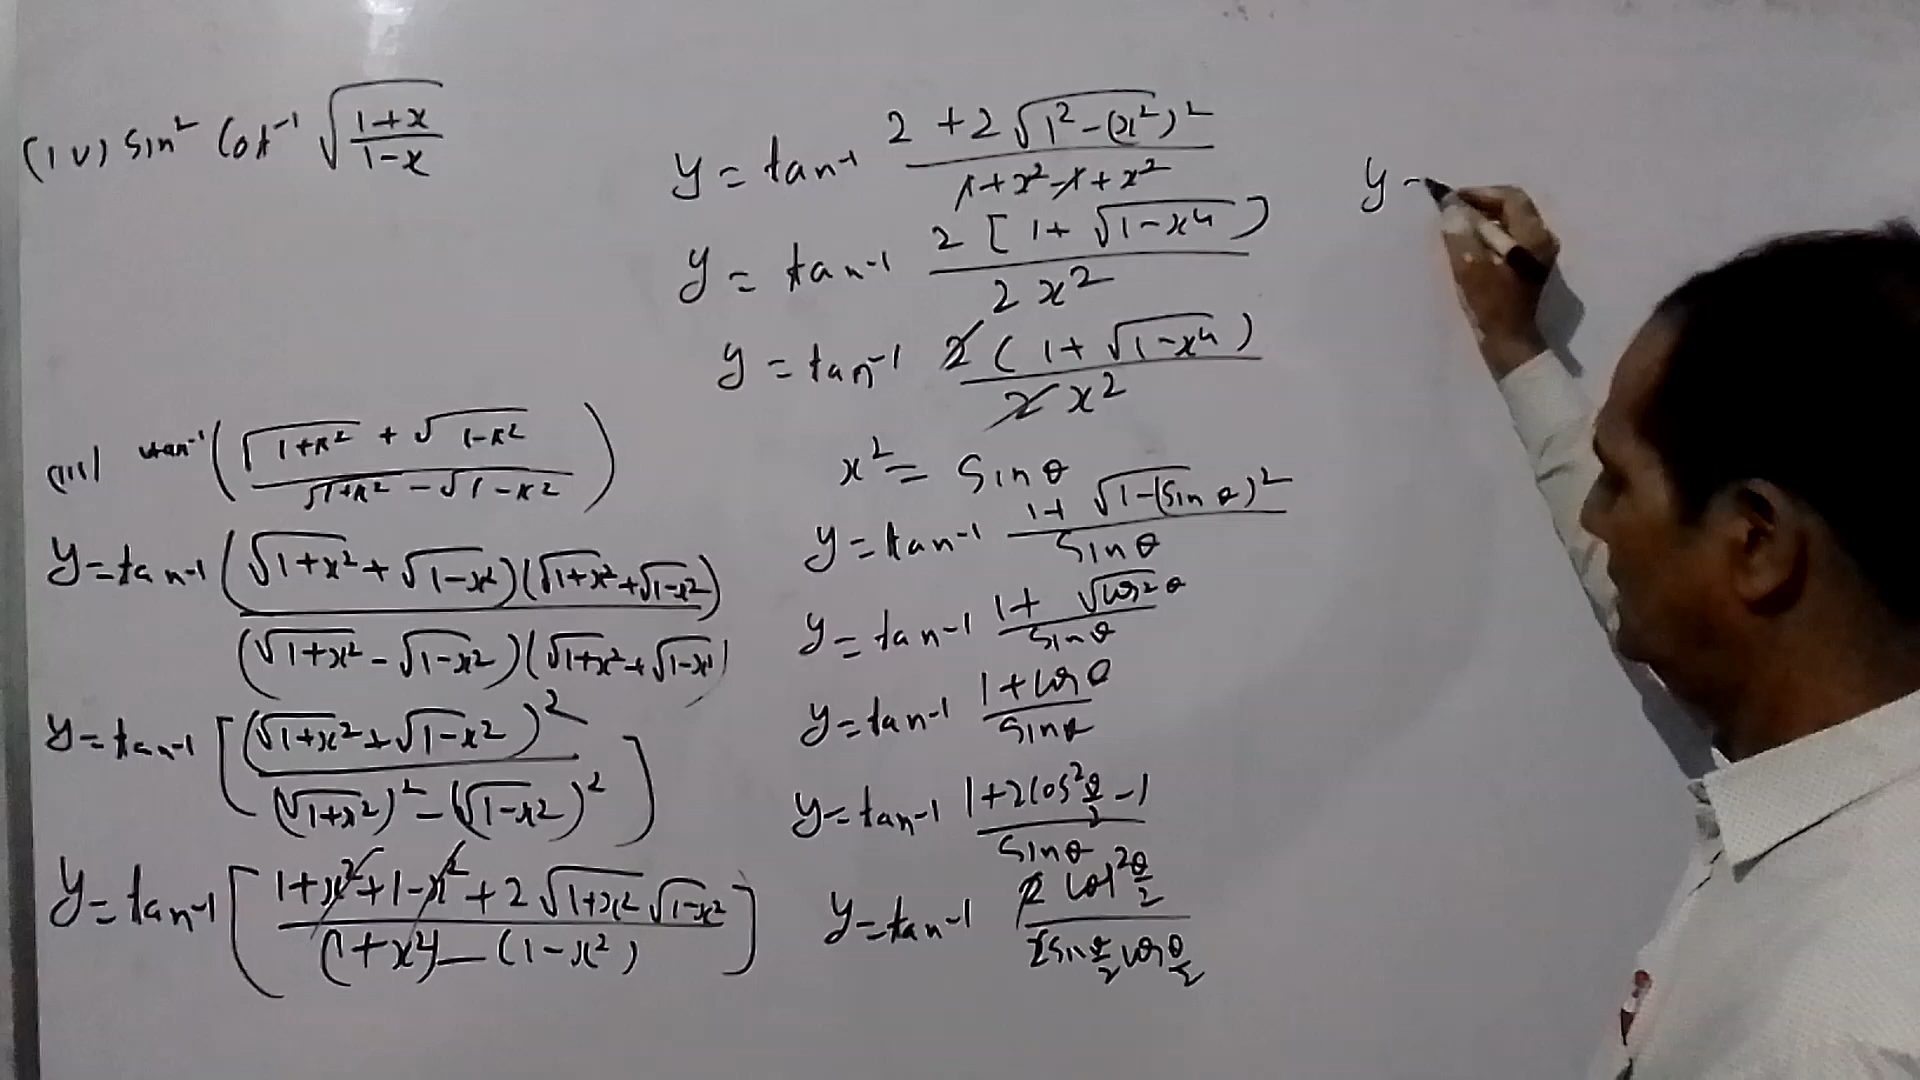 (iv) sin² Cot⁻¹ √((1+x)/(1-x))
(iii) tan⁻¹ ((√(1+x²) + √(1-x²))/(√(1+x²) - √(1-x²)))
y = tan⁻¹ ((√(1+x²) + √(1-x²))(√(1+x²) + √(1-x²))/((√(1+x²) - √(1-x²))(√(1+x²) + √(1-x²))
y = tan⁻¹ [(√(1+x²) + √(1-x²))²/((√(1+x²))² - (√(1-x²))²)]
y = tan⁻¹ [(1+x²+1-x²+2√(1+x²)√(1-x²))/((1+x²) - (1-x²))]
y = tan⁻¹ (2+2√(1²-(x²)²))/(1+x²-1+x²)
y = tan⁻¹ 2[1+√(1-x⁴)]/(2x²)
y = tan⁻¹ 2(1+√(1-x⁴))/(2x²)
x² = Sinθ
y = tan⁻¹ (1+√(1-(Sinθ)²))/Sinθ
y = tan⁻¹ (1+√(cos²θ))/Sinθ
y = tan⁻¹ (1+cosθ)/Sinθ
y = tan⁻¹ (1+2cos²θ/2-1)/Sinθ
y = tan⁻¹ (2cos²θ/2)/(2Sinθ/2 cosθ/2)
y -